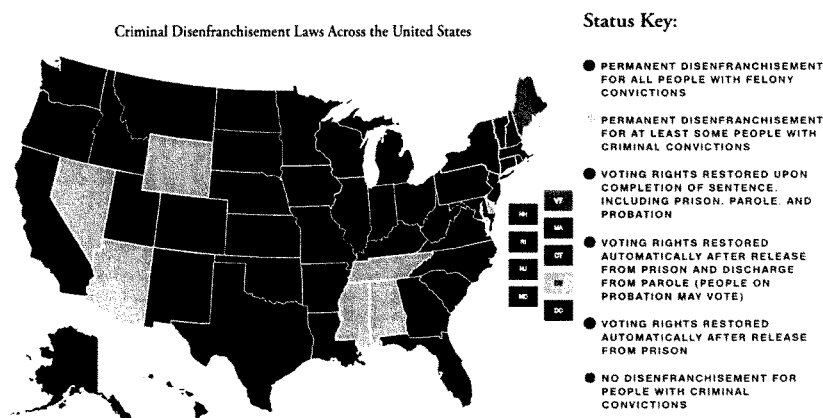 Criminal Disenfranchisement Laws Across the United States
Status Key:
PERMANENT DISENFRANCHISEMENT
FOR ALL PEOPLE WITH FELONY
CONVICTIONS
PERMANENT DISENFRANCHISEMENT
FOR AT LEAST SOME PEOPLE WITH
CRIMINAL CONVICTIONS
VOTING RIGHTS RESTORED UPON
COMPLETION OF SENTENCE,
INCLUDING PRISON, PAROLE, AND
PROBATION
VOTING RIGHTS RESTORED
AUTOMATICALLY AFTER RELEASE
FROM PRISON AND DISCHARGE
FROM PAROLE (PEOPLE ON
PROBATION MAY VOTE)
VOTING RIGHTS RESTORED
AUTOMATICALLY AFTER RELEASE
FROM PRISON
NO DISENFRANCHISEMENT FOR
PEOPLE WITH CRIMINAL
CONVICTIONS
VT
NH
MA
RI
CT
NJ
DE
MD
DC